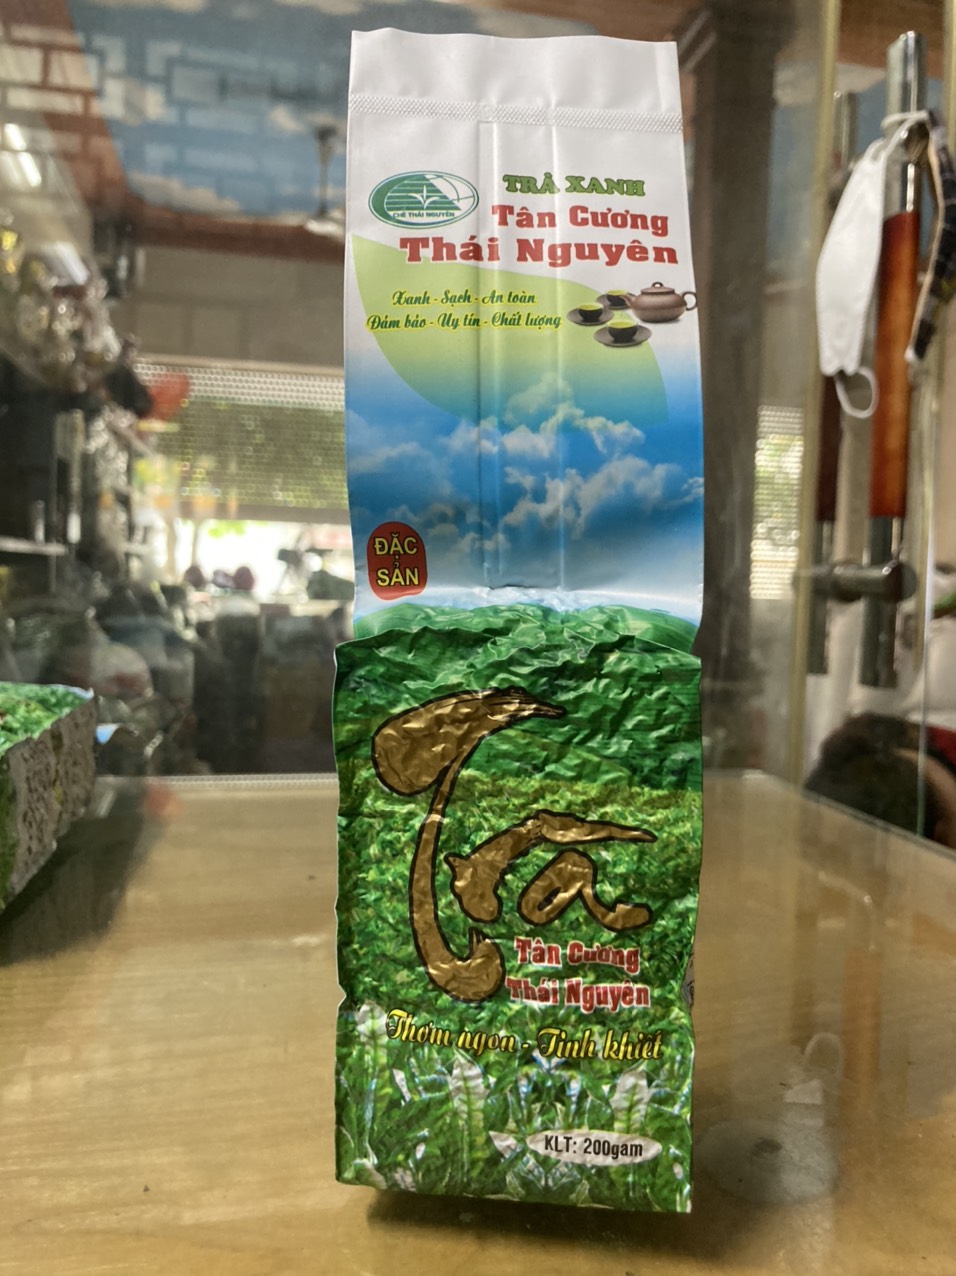 CHÈ THÁI NGUYÊN
TRÀ XANH
Tân Cương
Thái Nguyên
Xanh - Sạch - An toàn
Đảm bảo - Uy tín - Chất lượng
ĐẶC
SẢN
Trà
Tân Cương
Thái Nguyên
Thơm ngon - Tinh khiết
KLT: 200gam